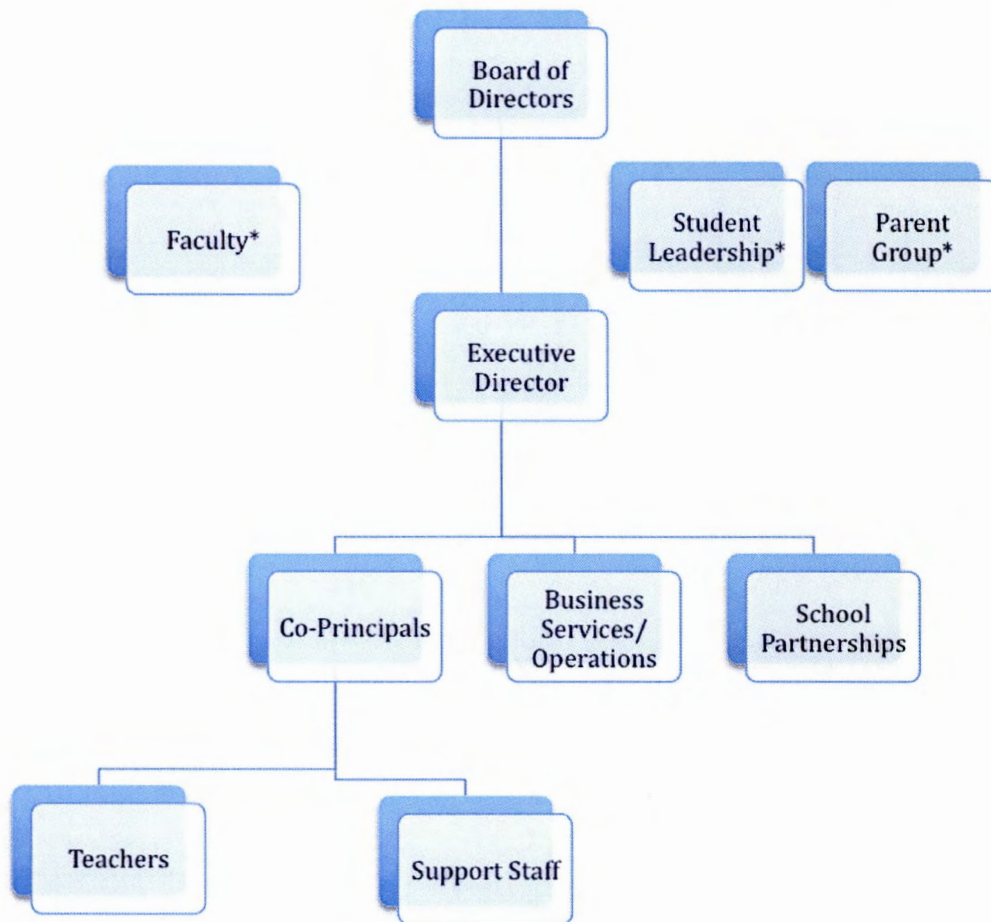 Board of
Directors
Faculty*
Student
Leadership*
Parent
Group*
Executive
Director
Co-Principals
Business
Services/
Operations
School
Partnerships
Teachers
Support Staff